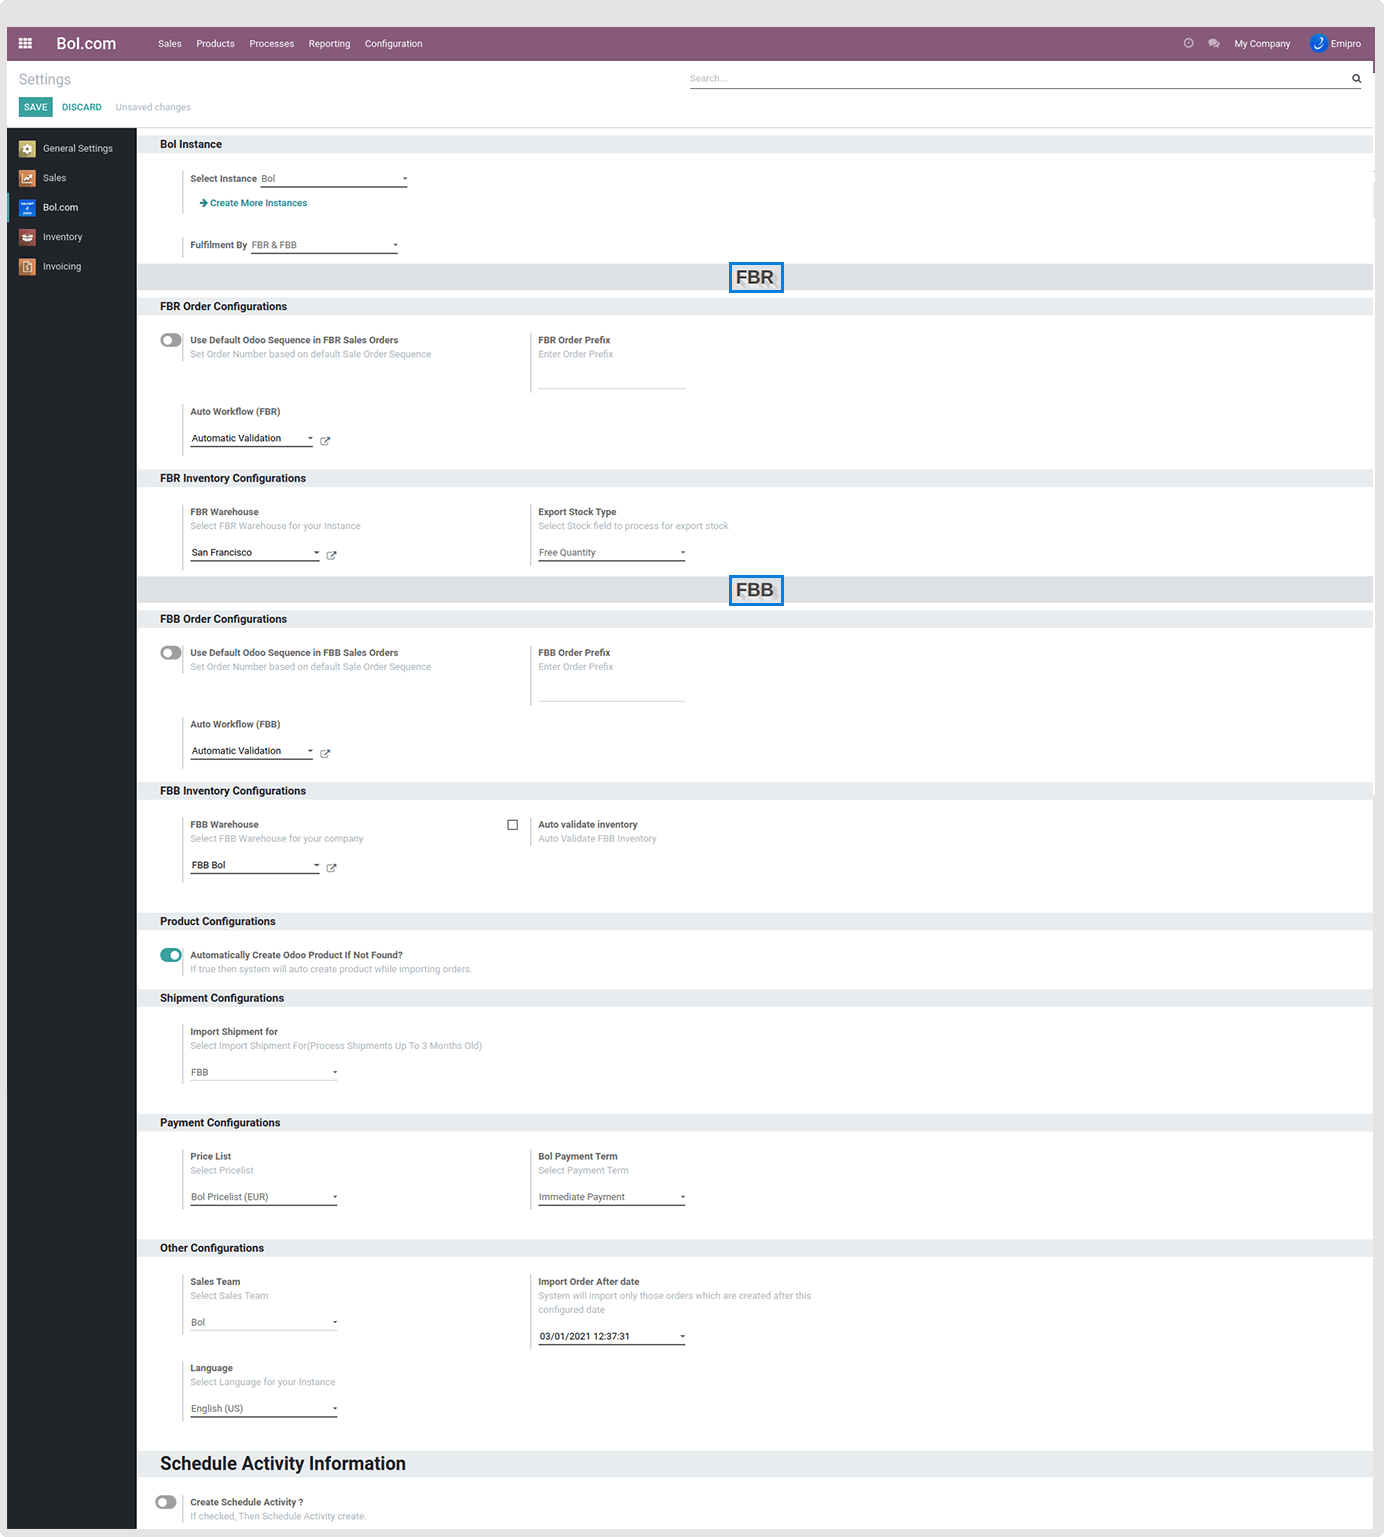 Bol.com Sales Products Processes Reporting Configuration My Company Emipro
Settings
Search...
SAVE DISCARD Unsaved changes
General Settings
Sales
Bol.com
Inventory
Invoicing
Bol Instance
Select Instance Bol
Create More Instances
Fulfilment By FBR & FBB
FBR
FBR Order Configurations
Use Default Odoo Sequence in FBR Sales Orders
Set Order Number based on default Sale Order Sequence
FBR Order Prefix
Enter Order Prefix
Auto Workflow (FBR)
Automatic Validation
FBR Inventory Configurations
FBR Warehouse
Select FBR Warehouse for your Instance
San Francisco
Export Stock Type
Select Stock field to process for export stock
Free Quantity
FBB
FBB Order Configurations
Use Default Odoo Sequence in FBB Sales Orders
Set Order Number based on default Sale Order Sequence
FBB Order Prefix
Enter Order Prefix
Auto Workflow (FBB)
Automatic Validation
FBB Inventory Configurations
FBB Warehouse
Select FBB Warehouse for your company
FBB Bol
Auto validate inventory
Auto Validate FBB Inventory
Product Configurations
Automatically Create Odoo Product If Not Found?
If true then system will auto create product while importing orders.
Shipment Configurations
Import Shipment for
Select Import Shipment For(Process Shipments Up To 3 Months Old)
FBB
Payment Configurations
Price List
Select Pricelist
Bol Pricelist (EUR)
Bol Payment Term
Select Payment Term
Immediate Payment
Other Configurations
Sales Team
Select Sales Team
Bol
Import Order After date
System will import only those orders which are created after this
configured date
03/01/2021 12:37:31
Language
Select Language for your Instance
English (US)
Schedule Activity Information
Create Schedule Activity ?
If checked, Then Schedule Activity create.